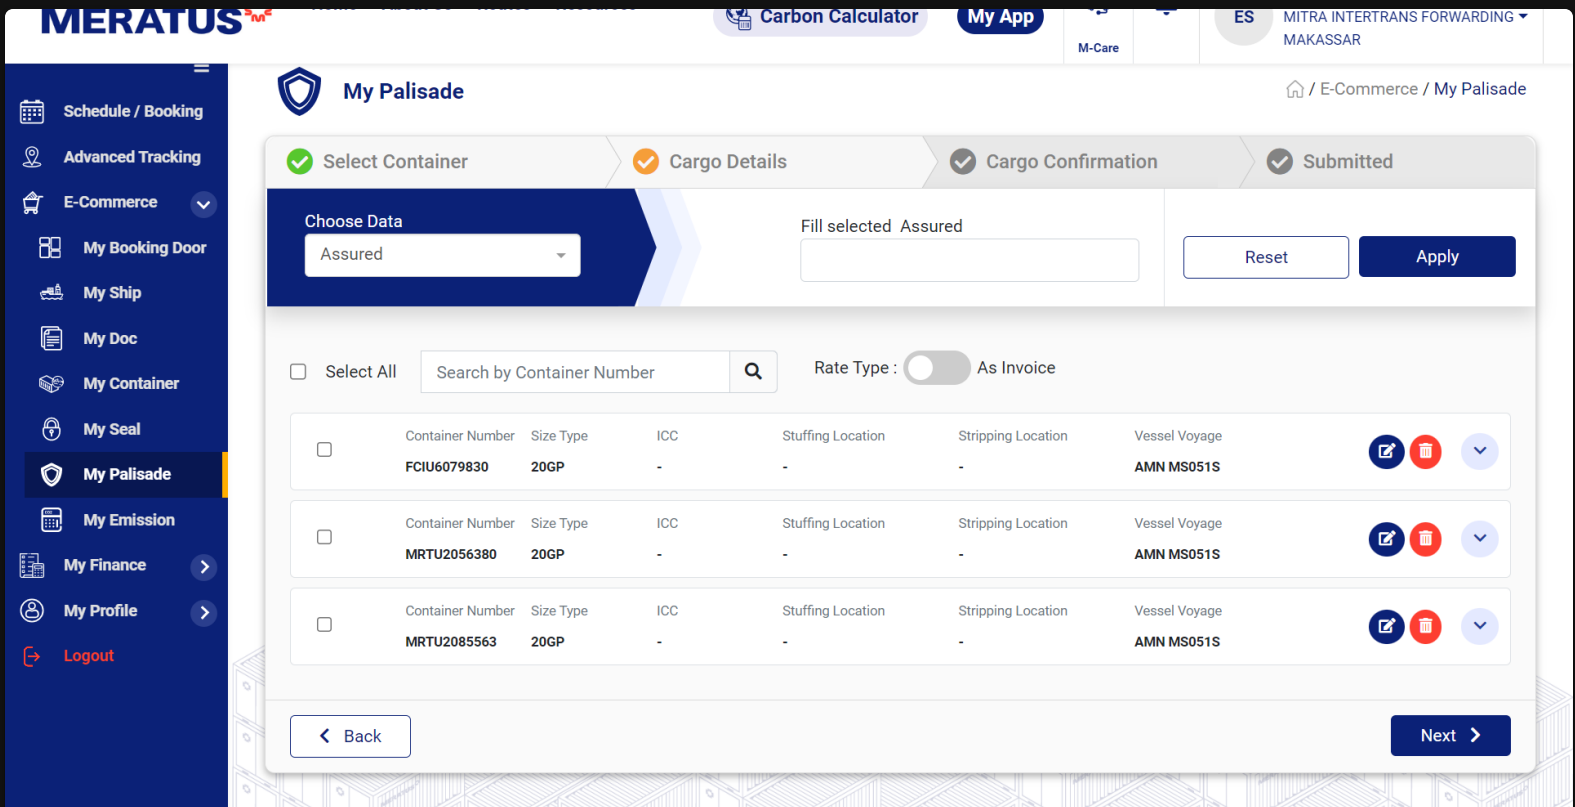 MERATUS
Carbon Calculator
My App
M-Care
ES
MITRA INTERTRANS FORWARDING
MAKASSAR
Schedule / Booking
Advanced Tracking
E-Commerce
My Booking Door
My Ship
My Doc
My Container
My Seal
My Palisade
My Emission
My Finance
My Profile
Logout
My Palisade
/ E-Commerce / My Palisade
Select Container
Cargo Details
Cargo Confirmation
Submitted
Choose Data
Assured
Fill selected Assured
Reset
Apply
Select All
Search by Container Number
Rate Type :
As Invoice
Container Number Size Type ICC Stuffing Location Stripping Location Vessel Voyage
FCIU6079830 20GP - - - AMN MS051S
Container Number Size Type ICC Stuffing Location Stripping Location Vessel Voyage
MRTU2056380 20GP - - - AMN MS051S
Container Number Size Type ICC Stuffing Location Stripping Location Vessel Voyage
MRTU2085563 20GP - - - AMN MS051S
Back
Next